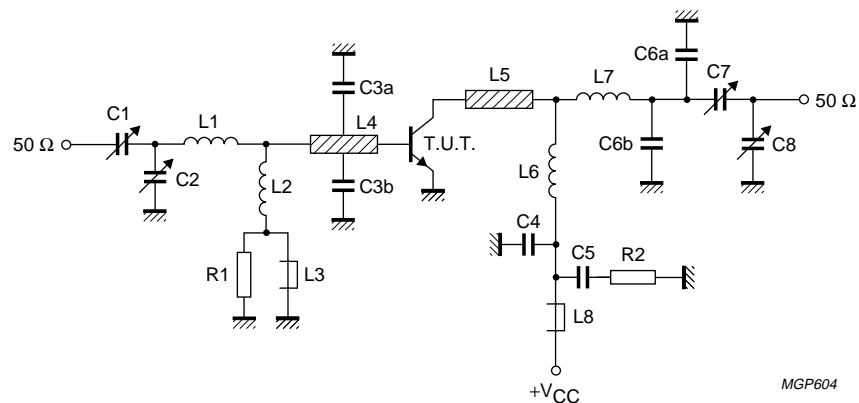 C6a
C7
L7
L5
C3a
50 Ω
C1
L1
L4
T.U.T.
50 Ω
C2
L2
C3b
C6b
C8
L6
C4
C5
R2
R1
L3
L8
+VCC
MGP604